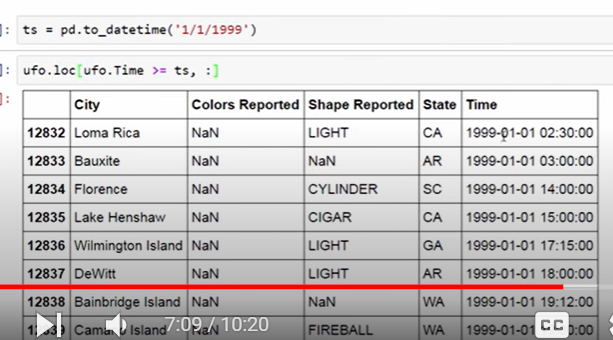 ]: ts = pd.to_datetime('1/1/1999')
]: ufo.loc[ufo.Time >= ts, :]
]:
City Colors Reported Shape Reported State Time
12832 Loma Rica NaN LIGHT CA 1999-01-01 02:30:00
12833 Bauxite NaN NaN AR 1999-01-01 03:00:00
12834 Florence NaN CYLINDER SC 1999-01-01 14:00:00
12835 Lake Henshaw NaN CIGAR CA 1999-01-01 15:00:00
12836 Wilmington Island NaN LIGHT GA 1999-01-01 17:15:00
12837 DeWitt NaN LIGHT AR 1999-01-01 18:00:00
12838 Bainbridge Island NaN NaN WA 1999-01-01 19:12:00
Island NaN FIREBALL WA 1999-01-01
7:09 / 10:20 CC